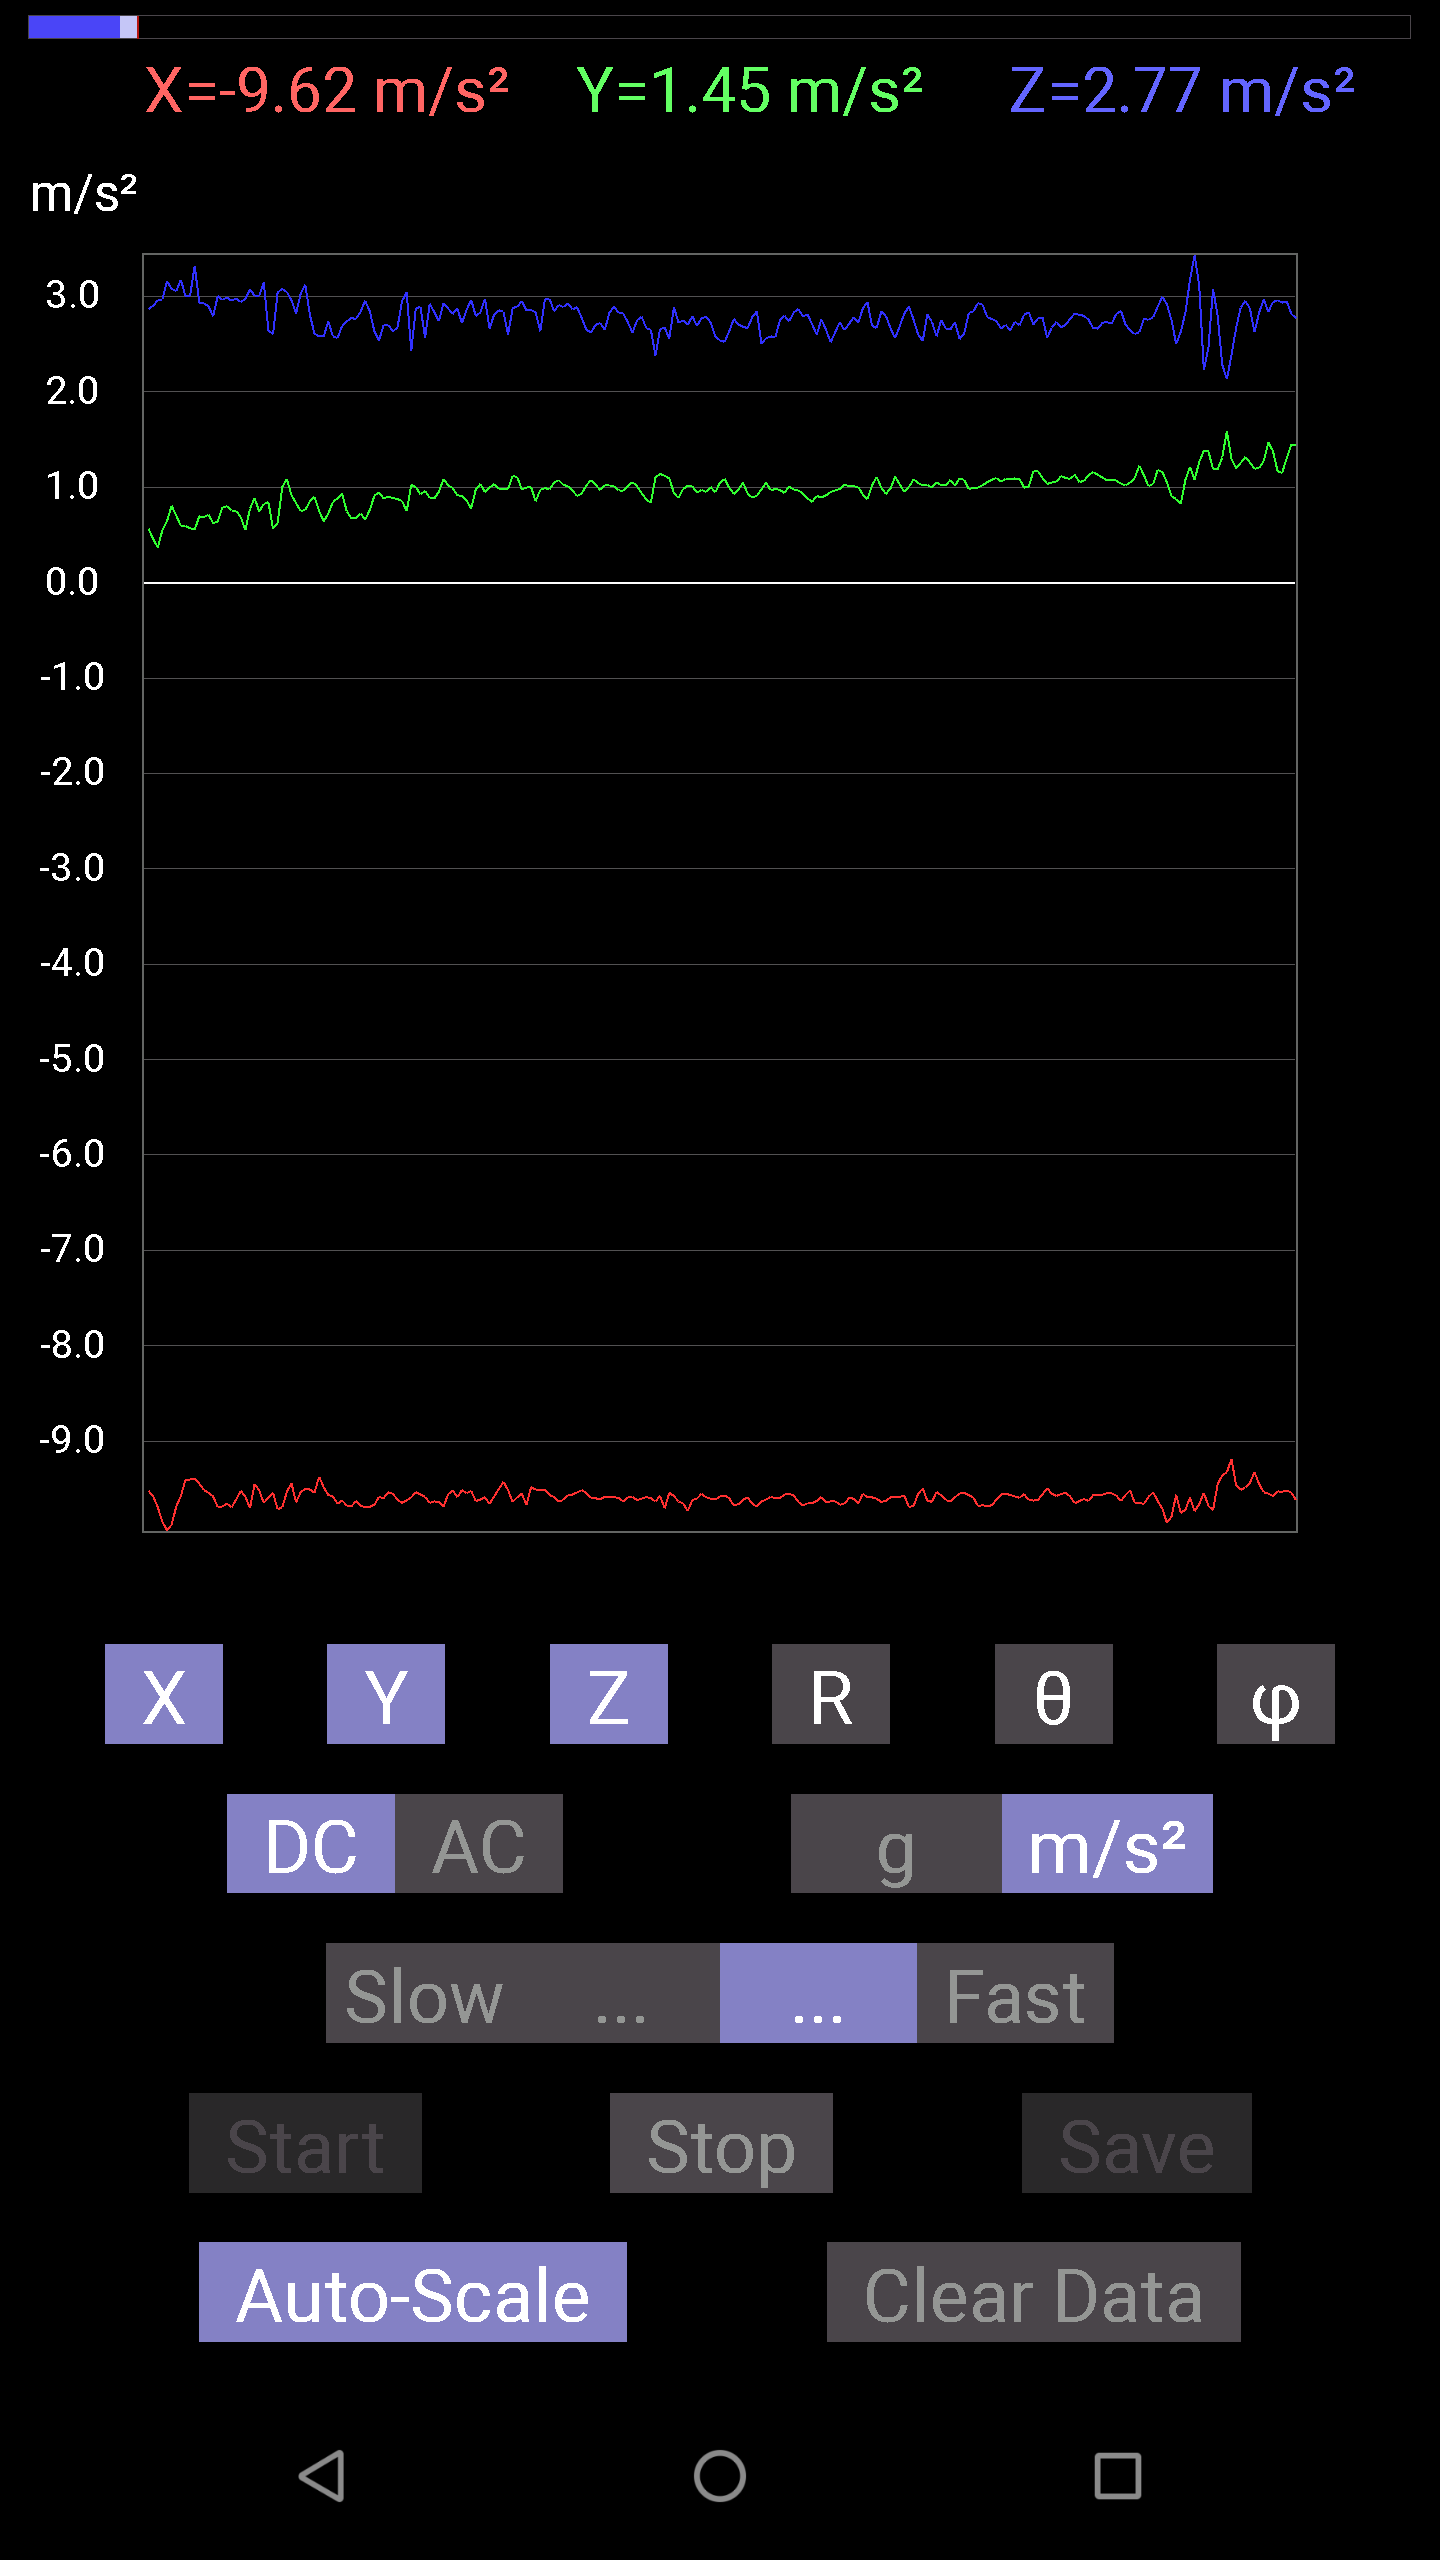 X=-9.62 m/s² Y=1.45 m/s² Z=2.77 m/s²
m/s²
3.0
2.0
1.0
0.0
-1.0
-2.0
-3.0
-4.0
-5.0
-6.0
-7.0
-8.0
-9.0
X Y Z R θ φ
DC AC g m/s²
Slow ... ... Fast
Start Stop Save
Auto-Scale Clear Data